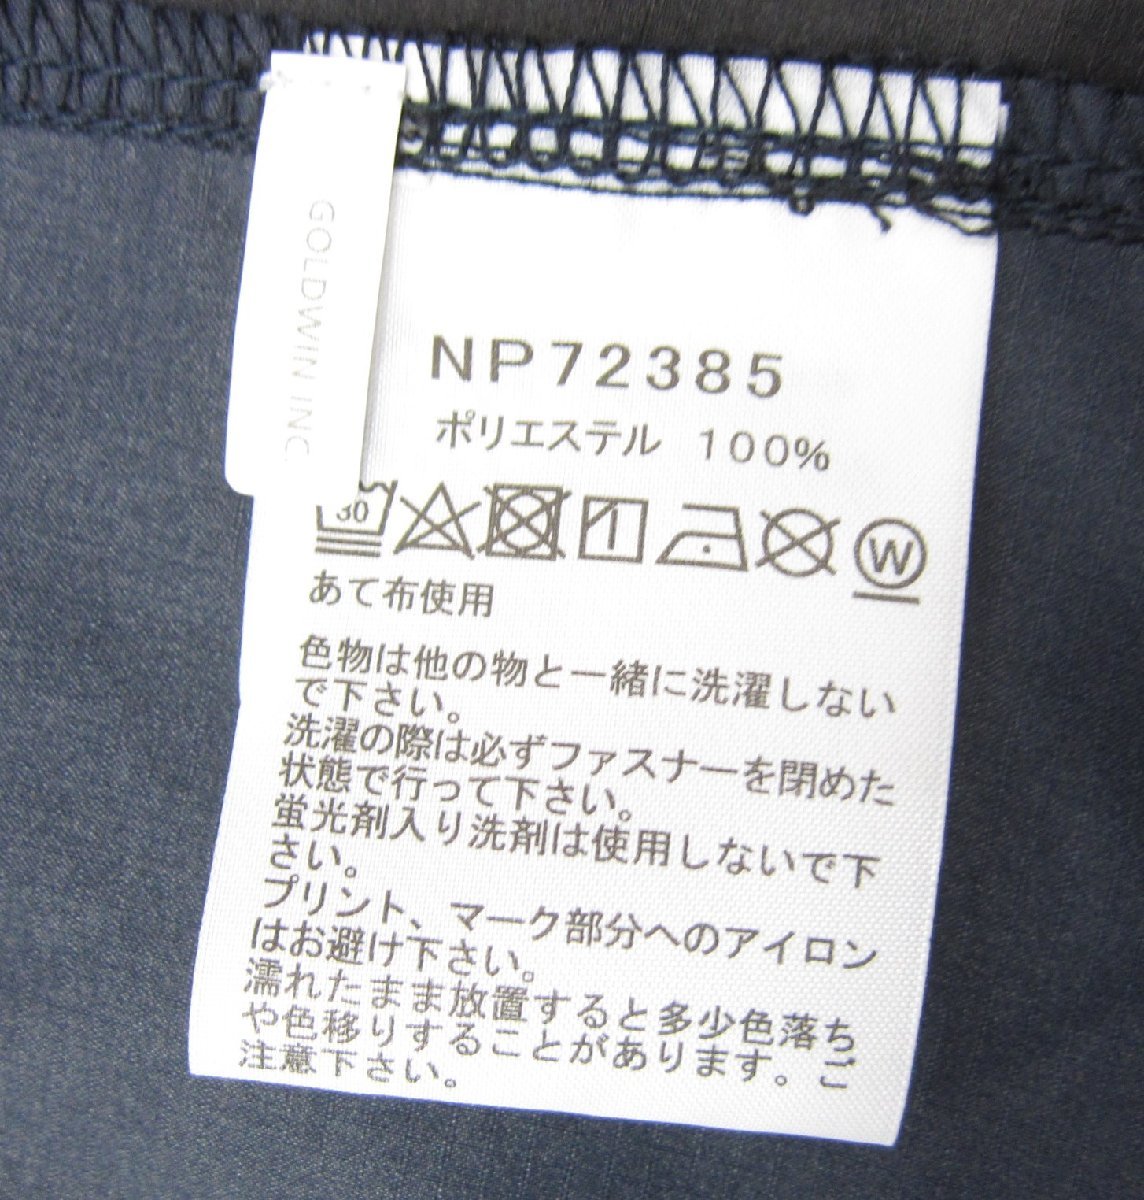 GOLDWIN INC
NP72385
ポリエステル 100%
30
W
あて布使用
色物は他の物と一緒に洗濯しない
で下さい。
洗濯の際は必ずファスナーを閉めた
状態で行って下さい。
蛍光剤入り洗剤は使用しないで下
さい。
プリント、マーク部分へのアイロン
はお避け下さい。
濡れたまま放置すると多少色落ち
や色移りすることがあります。ご
注意下さい。